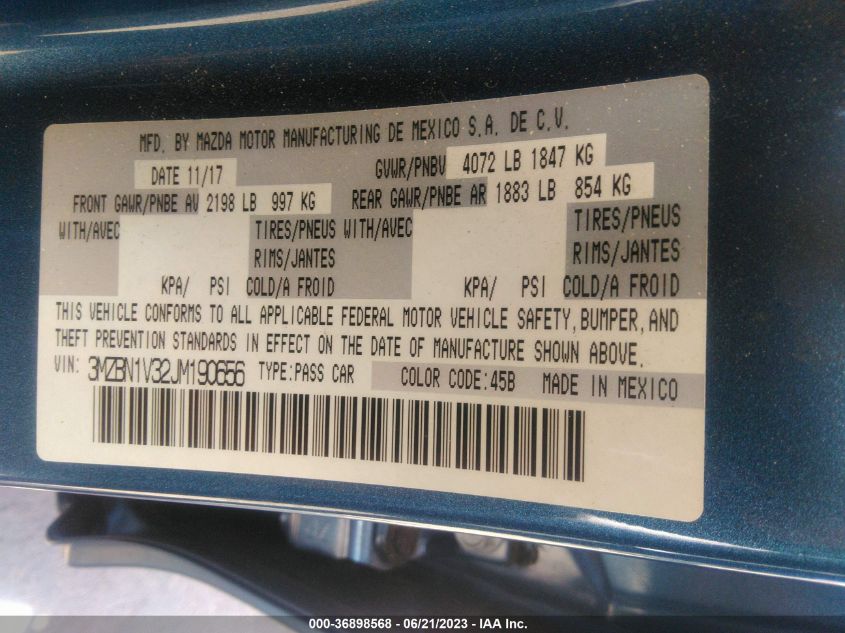 MFD. BY MAZDA MOTOR MANUFACTURING DE MEXICO S.A. DE C.V.
DATE 11/17 GVWR/PNBV 4072 LB 1847 KG
FRONT GAWR/PNBE AV 2198 LB 997 KG REAR GAWR/PNBE AR 1883 LB 854 KG
WITH/AVEC TIRES/PNEUS WITH/AVEC TIRES/PNEUS
RIMS/JANTES RIMS/JANTES
KPA/ PSI COLD/A FROID KPA/ PSI COLD/A FROID
THIS VEHICLE CONFORMS TO ALL APPLICABLE FEDERAL MOTOR VEHICLE SAFETY, BUMPER, AND
THEFT PREVENTION STANDARDS IN EFFECT ON THE DATE OF MANUFACTURE SHOWN ABOVE.
VIN: 3MZBN1V32JM190656 TYPE:PASS CAR COLOR CODE:45B MADE IN MEXICO
000-36898568 - 06/21/2023 - IAA Inc.